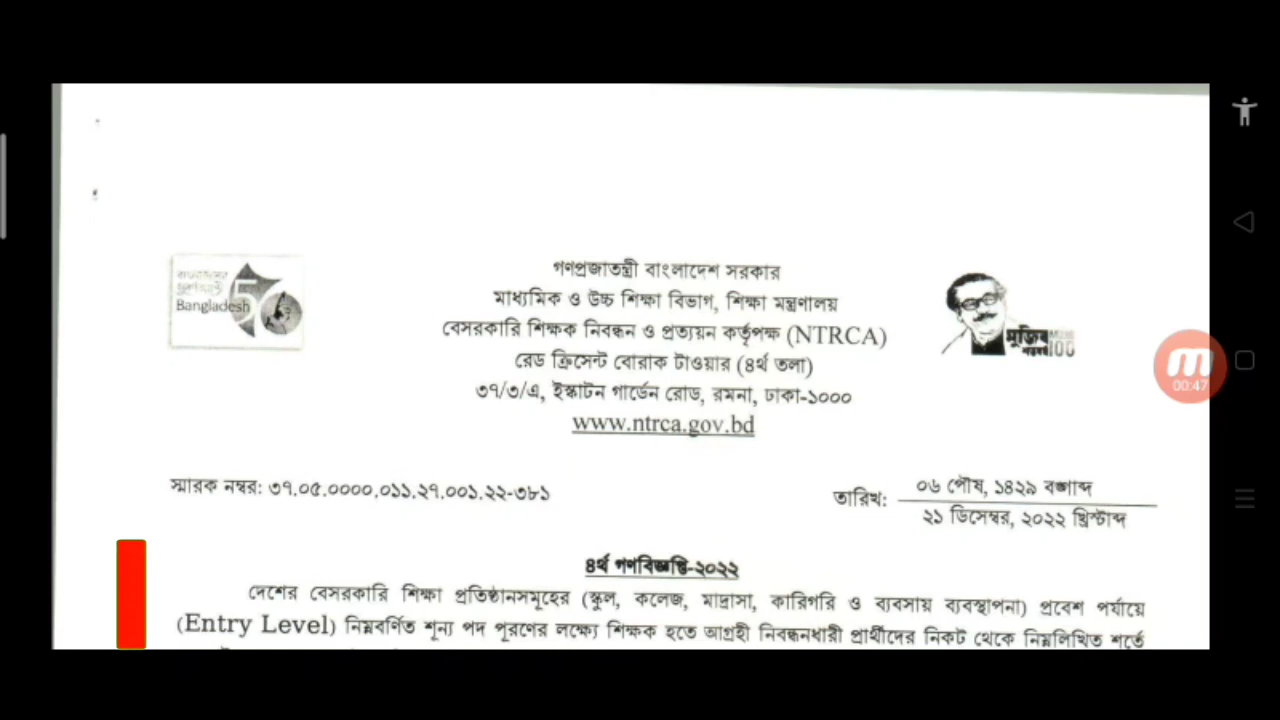 গণপ্রজাতন্ত্রী বাংলাদেশ সরকার
মাধ্যমিক ও উচ্চ শিক্ষা বিভাগ, শিক্ষা মন্ত্রণালয়
বেসরকারি শিক্ষক নিবন্ধন ও প্রত্যয়ন কর্তৃপক্ষ (NTRCA)
রেড ক্রিসেন্ট বোরাক টাওয়ার (৪র্থ তলা)
৩৭/৩/এ, ইস্কাটন গার্ডেন রোড, রমনা, ঢাকা-১০০০
www.ntrca.gov.bd
Bangladesh
50
মুজিব
100
00:47
স্মারক নম্বর: ৩৭.০৫.০০০০.০১১.২৭.০০১.২২-৩৮১
তারিখ:
০৬ পৌষ, ১৪২৯ বঙ্গাব্দ
২১ ডিসেম্বর, ২০২২ খ্রিস্টাব্দ
৪র্থ গণবিজ্ঞপ্তি-২০২২
দেশের বেসরকারি শিক্ষা প্রতিষ্ঠানসমূহের (স্কুল, কলেজ, মাদ্রাসা, কারিগরি ও ব্যবসায় ব্যবস্থাপনা) প্রবেশ পর্যায়ে
(Entry Level) নিম্নবর্ণিত শূন্য পদ পূরণের লক্ষ্যে শিক্ষক হতে আগ্রহী নিবন্ধনধারী প্রার্থীদের নিকট থেকে নিম্নলিখিত শর্তে